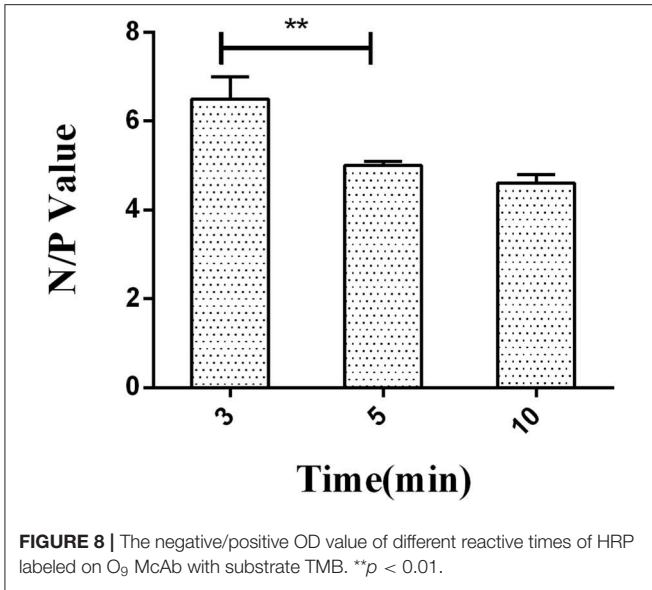 **
8
6
4
2
0
N/P Value
3
5
10
Time(min)
FIGURE 8 | The negative/positive OD value of different reactive times of HRP
labeled on O₉ McAb with substrate TMB. **p < 0.01.